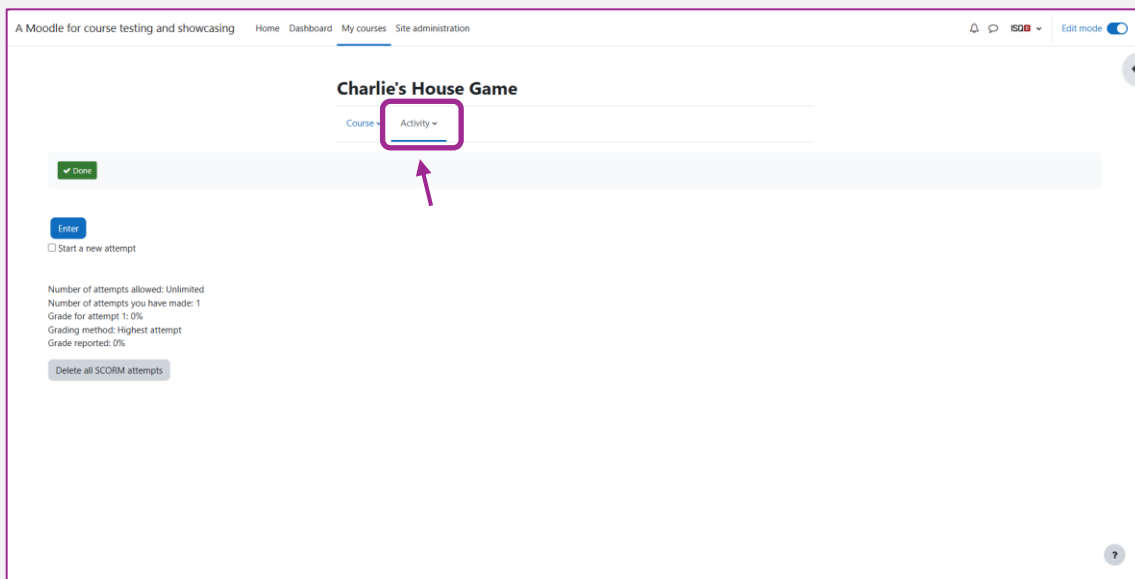 A Moodle for course testing and showcasing Home Dashboard My courses Site administration ISQ Edit mode
Charlie's House Game
Course Activity
Done
Enter
Start a new attempt
Number of attempts allowed: Unlimited
Number of attempts you have made: 1
Grade for attempt 1: 0%
Grading method: Highest attempt
Grade reported: 0%
Delete all SCORM attempts
?